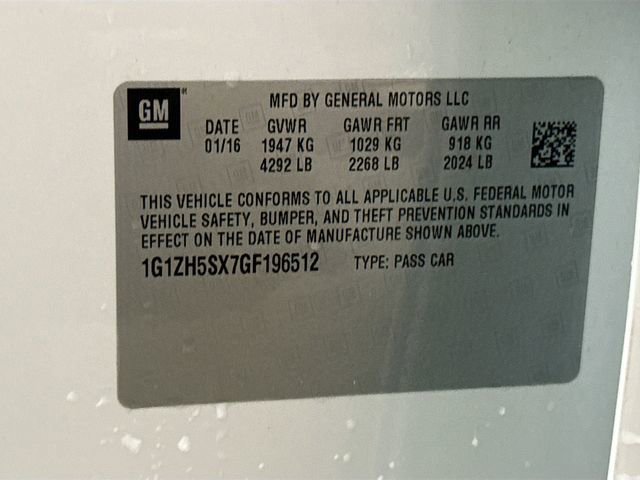 GM
MFD BY GENERAL MOTORS LLC
DATE GVWR GAWR FRT GAWR RR
01/16 1947 KG 1029 KG 918 KG
4292 LB 2268 LB 2024 LB
THIS VEHICLE CONFORMS TO ALL APPLICABLE U.S. FEDERAL MOTOR
VEHICLE SAFETY, BUMPER, AND THEFT PREVENTION STANDARDS IN
EFFECT ON THE DATE OF MANUFACTURE SHOWN ABOVE.
1G1ZH5SX7GF196512 TYPE: PASS CAR